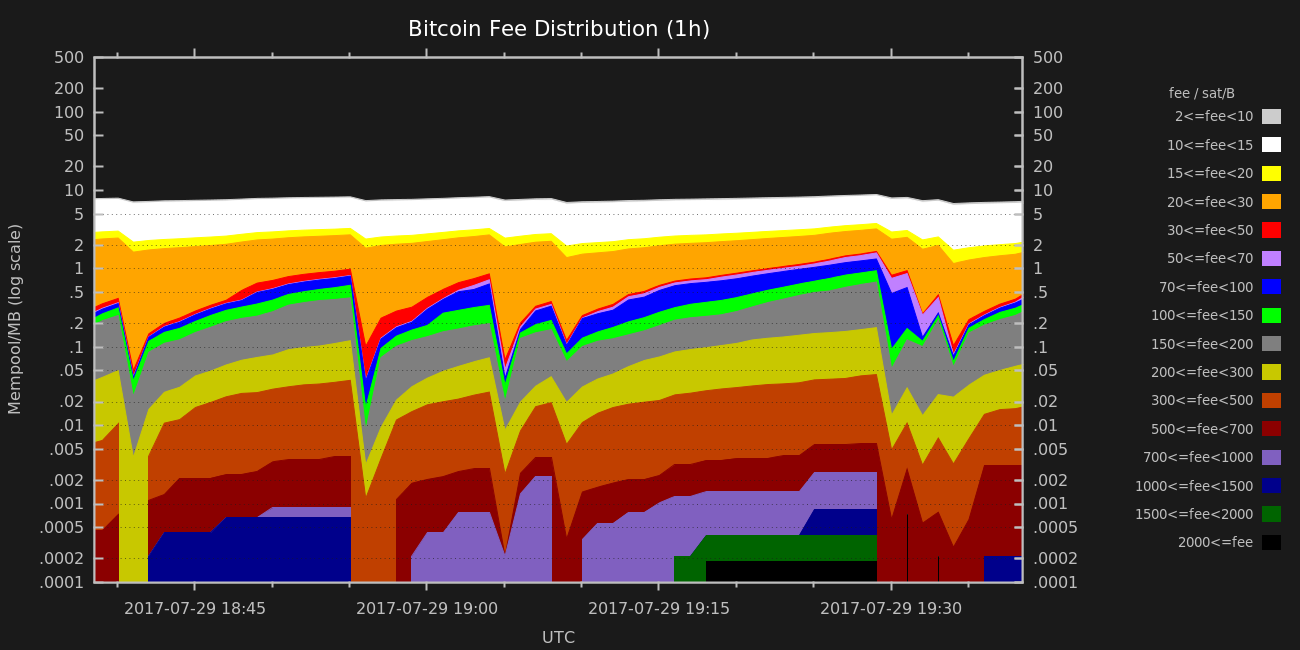 Bitcoin Fee Distribution (1h)
500 500
200 200
100 100
50 50
20 20
10 10
5 5
2 2
1 1
.5 .5
.2 .2
.1 .1
.05 .05
.02 .02
.01 .01
.005 .005
.002 .002
.001 .001
.0005 .0005
.0002 .0002
.0001 .0001
Mempool/MB (log scale)
2017-07-29 18:45 2017-07-29 19:00 2017-07-29 19:15 2017-07-29 19:30
UTC
fee / sat/B
2<=fee<10
10<=fee<15
15<=fee<20
20<=fee<30
30<=fee<50
50<=fee<70
70<=fee<100
100<=fee<150
150<=fee<200
200<=fee<300
300<=fee<500
500<=fee<700
700<=fee<1000
1000<=fee<1500
1500<=fee<2000
2000<=fee